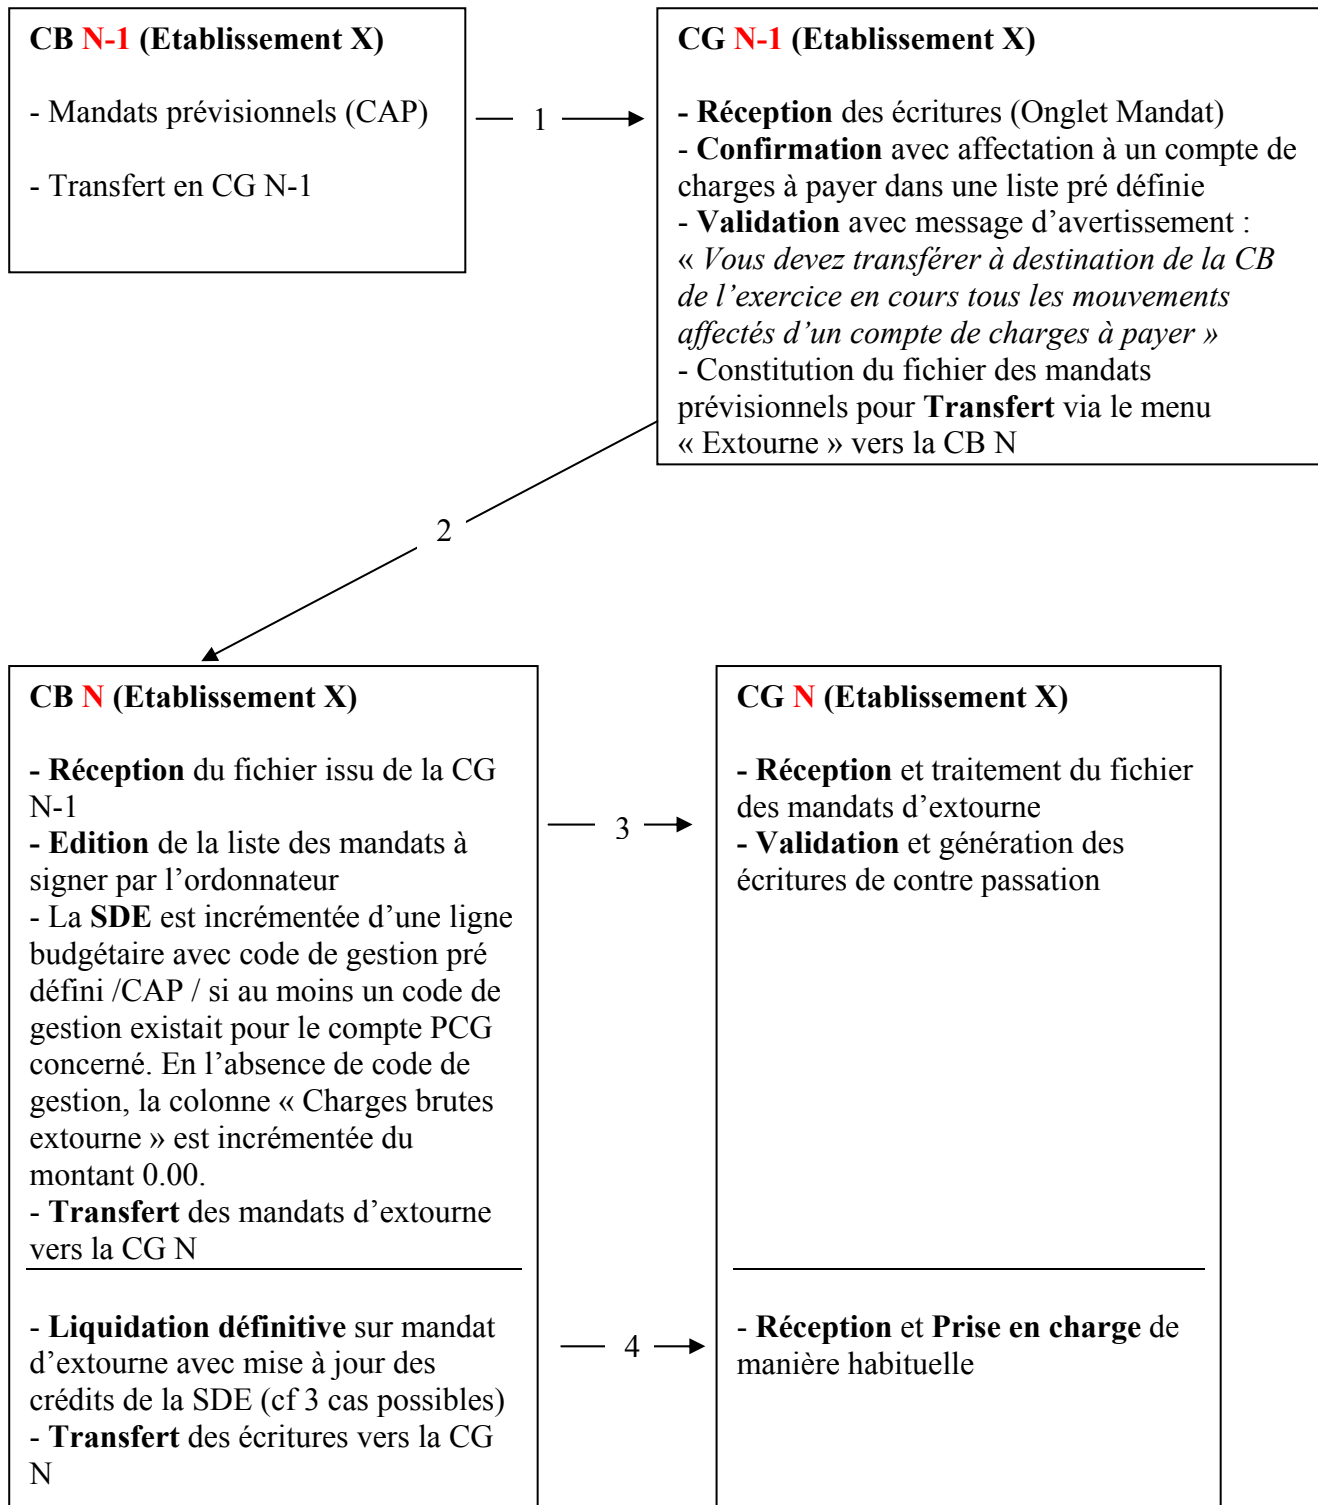 CB N-1 (Etablissement X)
- Mandats prévisionnels (CAP)
- Transfert en CG N-1
1
CG N-1 (Etablissement X)
- Réception des écritures (Onglet Mandat)
- Confirmation avec affectation à un compte de
charges à payer dans une liste pré définie
- Validation avec message d’avertissement :
« Vous devez transférer à destination de la CB
de l’exercice en cours tous les mouvements
affectés d’un compte de charges à payer »
- Constitution du fichier des mandats
prévisionnels pour Transfert via le menu
« Extourne » vers la CB N
2
CB N (Etablissement X)
- Réception du fichier issu de la CG
N-1
- Edition de la liste des mandats à
signer par l’ordonnateur
- La SDE est incrémentée d’une ligne
budgétaire avec code de gestion pré
défini /CAP / si au moins un code de
gestion existait pour le compte PCG
concerné. En l’absence de code de
gestion, la colonne « Charges brutes
extourne » est incrémentée du
montant 0.00.
- Transfert des mandats d’extourne
vers la CG N
3
CG N (Etablissement X)
- Réception et traitement du fichier
des mandats d’extourne
- Validation et génération des
écritures de contre passation
- Liquidation définitive sur mandat
d’extourne avec mise à jour des
crédits de la SDE (cf 3 cas possibles)
- Transfert des écritures vers la CG
N
4
- Réception et Prise en charge de
manière habituelle